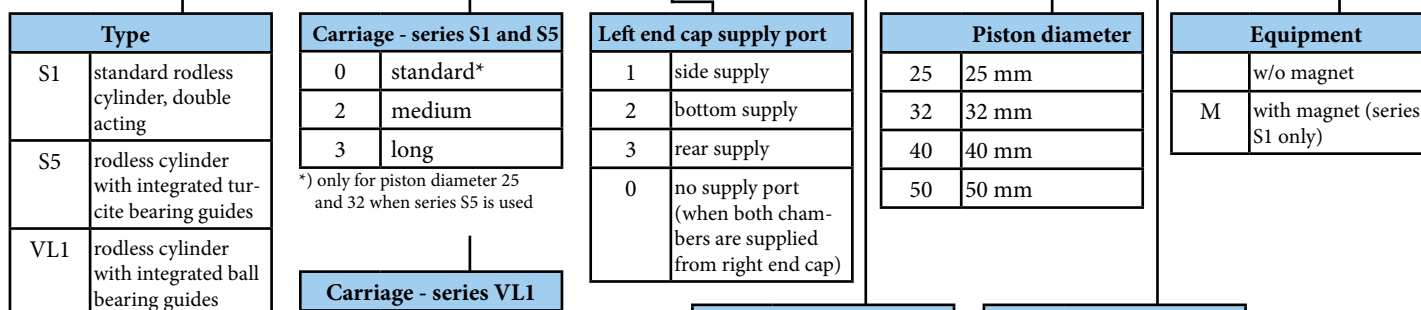 Type
S1 standard rodless
cylinder, double
acting
S5 rodless cylinder
with integrated tur-
cite bearing guides
VL1 rodless cylinder
with integrated ball
bearing guides
Carriage - series S1 and S5
0 standard*
2 medium
3 long
*) only for piston diameter 25
and 32 when series S5 is used
Carriage - series VL1
Left end cap supply port
1 side supply
2 bottom supply
3 rear supply
0 no supply port
(when both cham-
bers are supplied
from right end cap)
Piston diameter
25 25 mm
32 32 mm
40 40 mm
50 50 mm
Equipment
w/o magnet
M with magnet (series
S1 only)